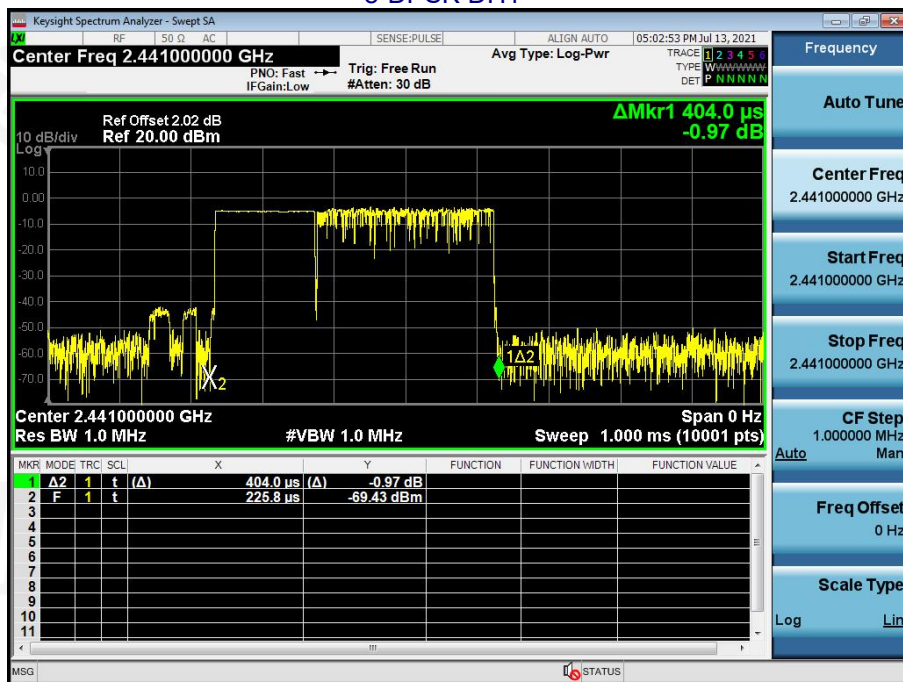 Keysight Spectrum Analyzer - Swept SA
LXI RF 50 Ω AC SENSE:PULSE ALIGN AUTO 05:02:53 PM Jul 13, 2021
Center Freq 2.441000000 GHz Avg Type: Log-Pwr TRACE 1 2 3 4 5 6
PNO: Fast Trig: Free Run TYPE WWWWWW
IFGain:Low #Atten: 30 dB DET P NNNNN
ΔMkr1 404.0 µs
-0.97 dB
Ref Offset 2.02 dB
10 dB/div Ref 20.00 dBm
Log
10.0
0.00
-10.0
-20.0
-30.0
-40.0
-50.0
-60.0
-70.0
1Δ2
2
Center 2.441000000 GHz Span 0 Hz
Res BW 1.0 MHz #VBW 1.0 MHz Sweep 1.000 ms (10001 pts)
MKR MODE TRC SCL X Y FUNCTION FUNCTION WIDTH FUNCTION VALUE
1 Δ2 1 t (Δ) 404.0 µs (Δ) -0.97 dB
2 F 1 t 225.8 µs -69.43 dBm
3
4
5
6
7
8
9
10
11
MSG STATUS
Frequency
Auto Tune
Center Freq
2.441000000 GHz
Start Freq
2.441000000 GHz
Stop Freq
2.441000000 GHz
CF Step
1.000000 MHz
Auto Man
Freq Offset
0 Hz
Scale Type
Log Lin